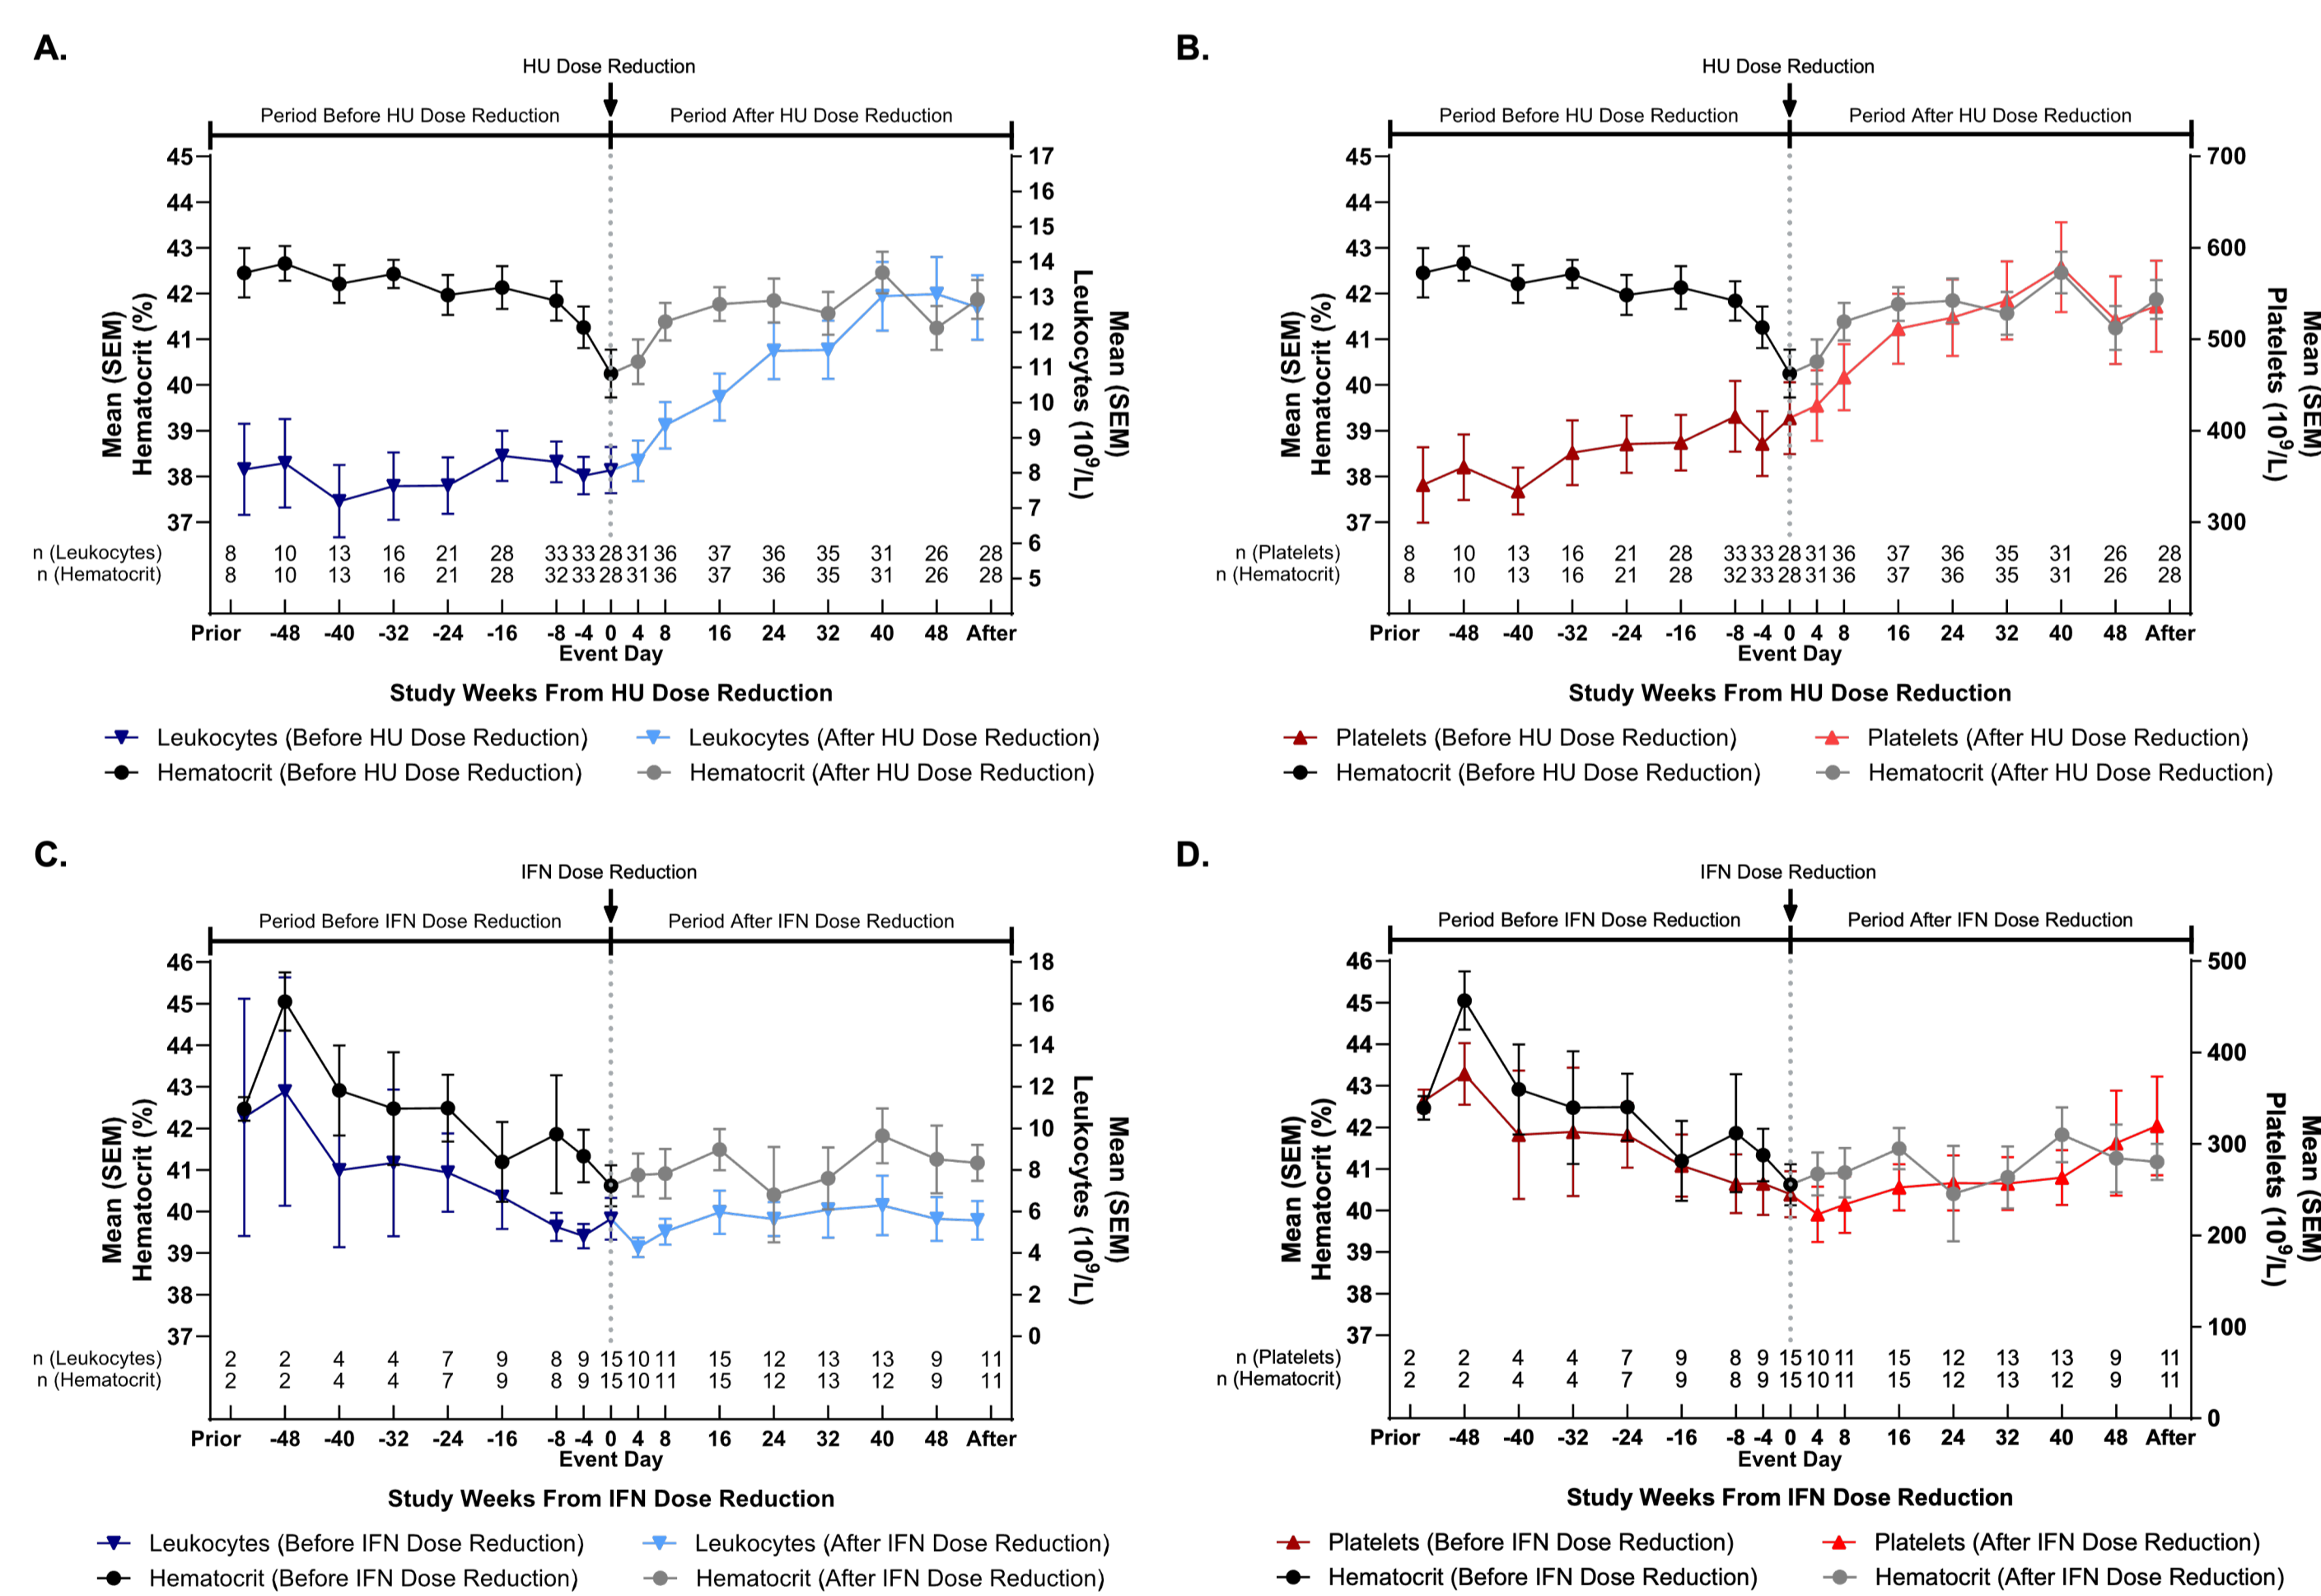 A.
HU Dose Reduction
Period Before HU Dose Reduction Period After HU Dose Reduction
45 44 43 42 41 40 39 38 37
Mean (SEM)
Hematocrit (%)
17 16 15 14 13 12 11 10 9 8 7 6 5
Mean (SEM)
Leukocytes (10⁹/L)
n (Leukocytes) 8 10 13 16 21 28 33 33 28 31 36 37 36 35 31 26 28
n (Hematocrit) 8 10 13 16 21 28 32 33 28 31 36 37 36 35 31 26 28
Prior -48 -40 -32 -24 -16 -8 -4 0 4 8 16 24 32 40 48 After
Event Day
Study Weeks From HU Dose Reduction
Leukocytes (Before HU Dose Reduction) Leukocytes (After HU Dose Reduction)
Hematocrit (Before HU Dose Reduction) Hematocrit (After HU Dose Reduction)
B.
HU Dose Reduction
Period Before HU Dose Reduction Period After HU Dose Reduction
45 44 43 42 41 40 39 38 37
Mean (SEM)
Hematocrit (%)
700 600 500 400 300
Mean (SEM)
Platelets (10⁹/L)
n (Platelets) 8 10 13 16 21 28 33 33 28 31 36 37 36 35 31 26 28
n (Hematocrit) 8 10 13 16 21 28 32 33 28 31 36 37 36 35 31 26 28
Prior -48 -40 -32 -24 -16 -8 -4 0 4 8 16 24 32 40 48 After
Event Day
Study Weeks From HU Dose Reduction
Platelets (Before HU Dose Reduction) Platelets (After HU Dose Reduction)
Hematocrit (Before HU Dose Reduction) Hematocrit (After HU Dose Reduction)
C.
IFN Dose Reduction
Period Before IFN Dose Reduction Period After IFN Dose Reduction
46 45 44 43 42 41 40 39 38 37
Mean (SEM)
Hematocrit (%)
18 16 14 12 10 8 6 4 2 0
Mean (SEM)
Leukocytes (10⁹/L)
n (Leukocytes) 2 2 4 4 7 9 8 9 15 10 11 15 12 13 13 9 11
n (Hematocrit) 2 2 4 4 7 9 8 9 15 10 11 15 12 13 12 9 11
Prior -48 -40 -32 -24 -16 -8 -4 0 4 8 16 24 32 40 48 After
Event Day
Study Weeks From IFN Dose Reduction
Leukocytes (Before IFN Dose Reduction) Leukocytes (After IFN Dose Reduction)
Hematocrit (Before IFN Dose Reduction) Hematocrit (After IFN Dose Reduction)
D.
IFN Dose Reduction
Period Before IFN Dose Reduction Period After IFN Dose Reduction
46 45 44 43 42 41 40 39 38 37
Mean (SEM)
Hematocrit (%)
500 400 300 200 100 0
Mean (SEM)
Platelets (10⁹/L)
n (Platelets) 2 2 4 4 7 9 8 9 15 10 11 15 12 13 13 9 11
n (Hematocrit) 2 2 4 4 7 9 8 9 15 10 11 15 12 13 12 9 11
Prior -48 -40 -32 -24 -16 -8 -4 0 4 8 16 24 32 40 48 After
Event Day
Study Weeks From IFN Dose Reduction
Platelets (Before IFN Dose Reduction) Platelets (After IFN Dose Reduction)
Hematocrit (Before IFN Dose Reduction) Hematocrit (After IFN Dose Reduction)